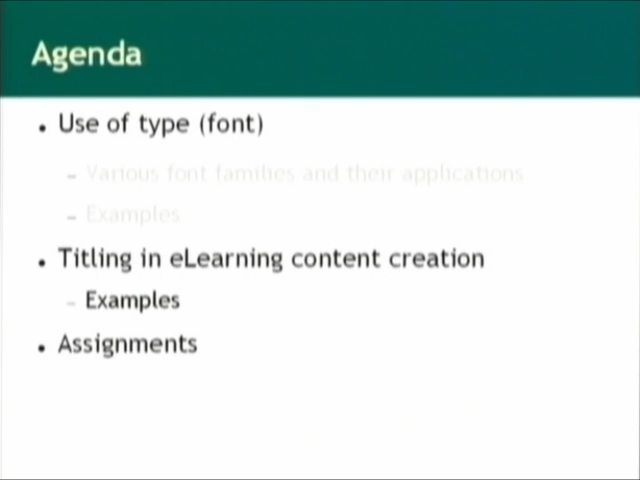 Agenda
• Use of type (font)
– Various font families and their applications
– Examples
• Titling in eLearning content creation
– Examples
• Assignments